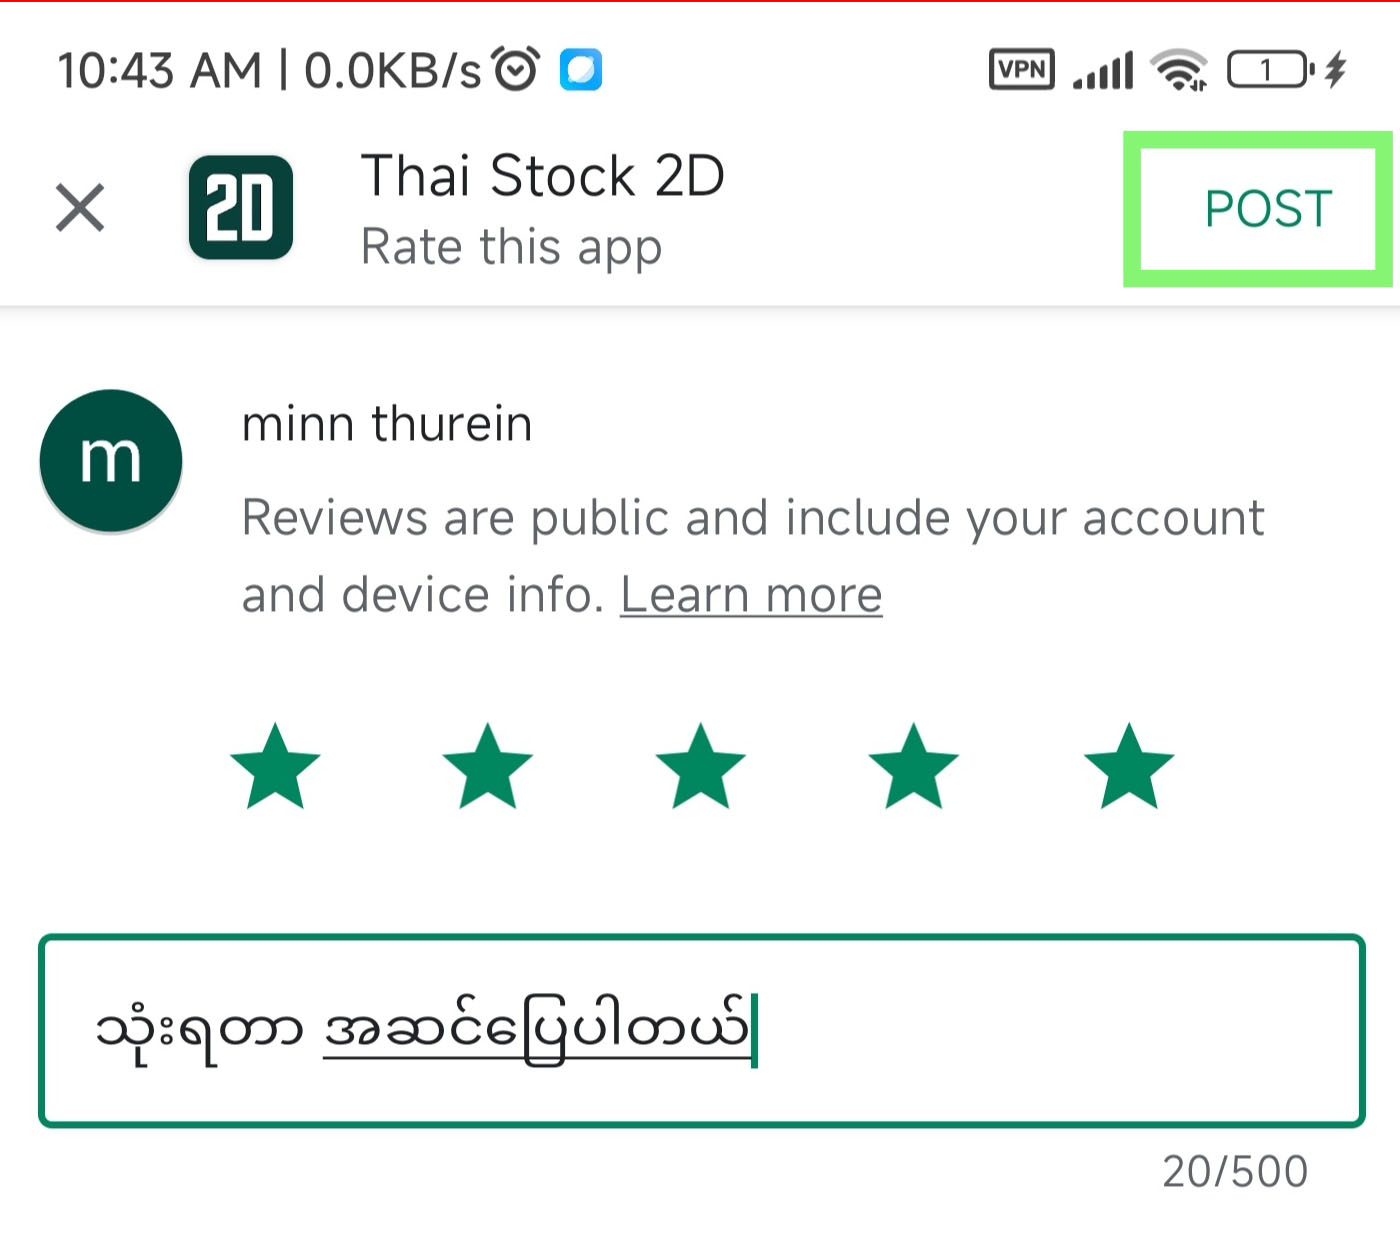 10:43 AM | 0.0KB/s VPN 1
2D Thai Stock 2D POST
Rate this app
m minn thurein
Reviews are public and include your account
and device info. Learn more
သုံးရတာ အဆင်ပြေပါတယ်
20/500